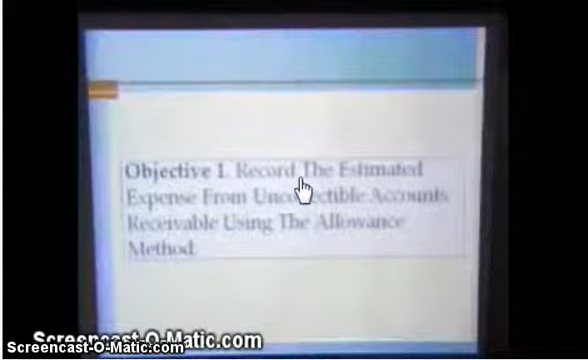 Objective 1. Record The Estimated
Expense From Uncollectible Accounts
Receivable Using The Allowance
Method.
Screencast-O-Matic.com
Screencast-O-Matic.com